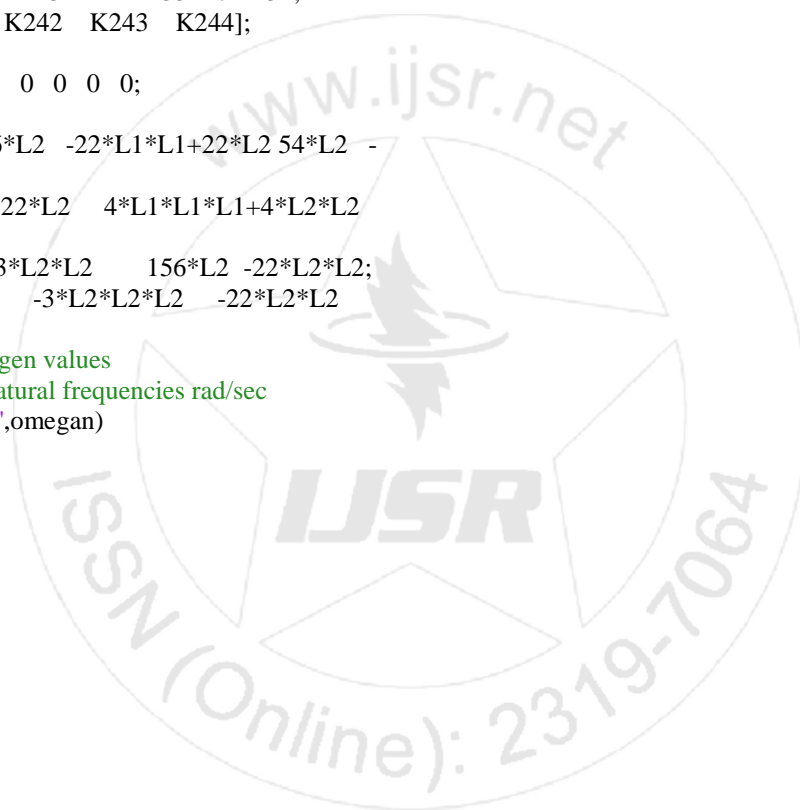 K242 K243 K244];
0 0 0 0;
*L2 -22*L1*L1+22*L2 54*L2 -
22*L2 4*L1*L1*L1+4*L2*L2
3*L2*L2 156*L2 -22*L2*L2;
-3*L2*L2*L2 -22*L2*L2
gen values
atural frequencies rad/sec
',omegan)
www.ijsr.net
IJSR
ISSN (Online): 2319-7064